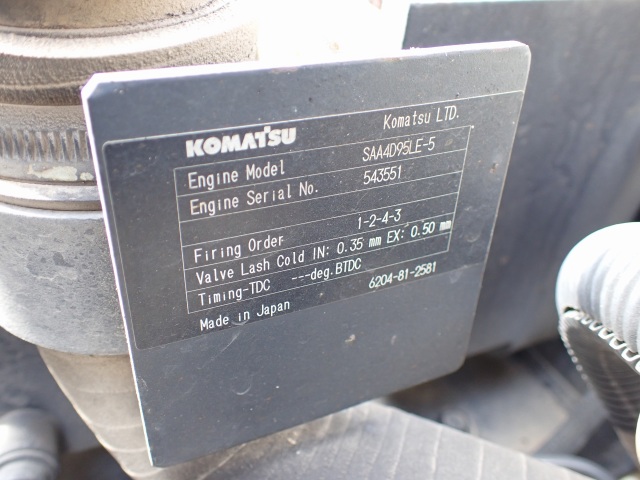 KOMATSU Komatsu LTD.
Engine Model SAA4D95LE-5
Engine Serial No. 543551
Firing Order 1-2-4-3
Valve Lash Cold IN: 0.35 mm EX: 0.50 mm
Timing-TDC ---deg.BTDC
Made in Japan 6204-81-2581